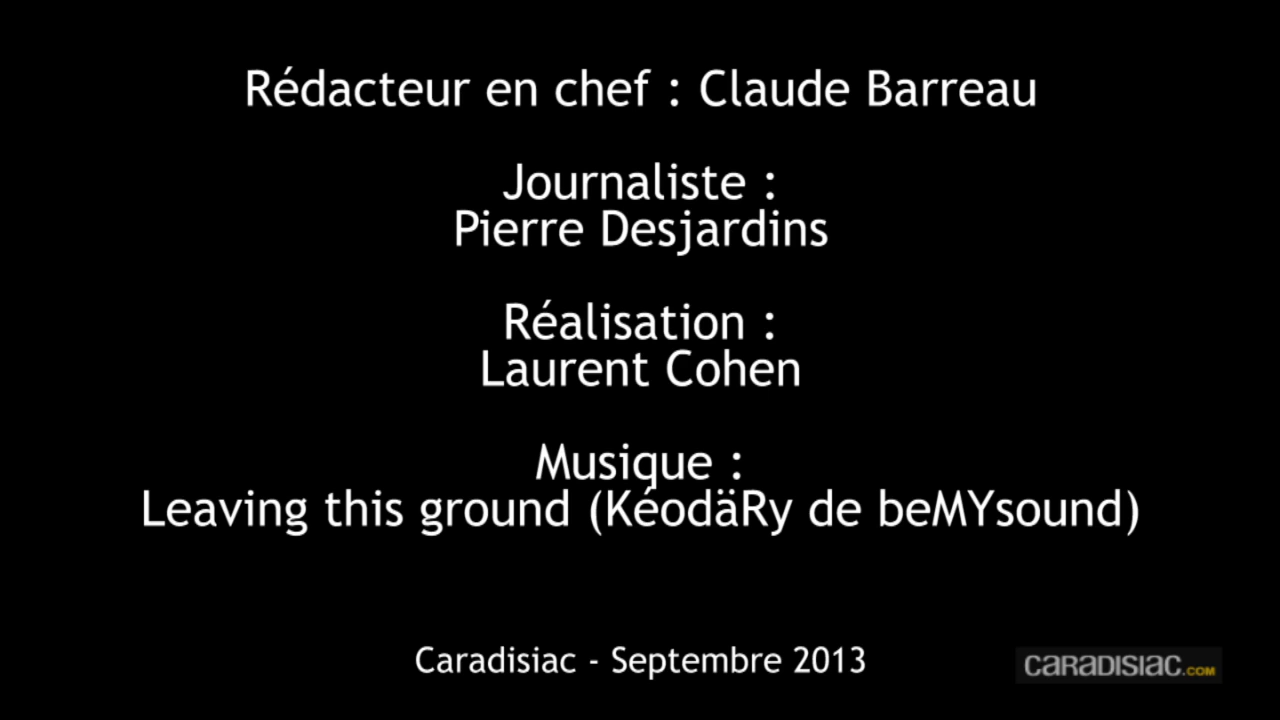 Rédacteur en chef : Claude Barreau
Journaliste :
Pierre Desjardins
Réalisation :
Laurent Cohen
Musique :
Leaving this ground (KéodäRy de beMYsound)
Caradisiac - Septembre 2013
CARADISIAC.COM